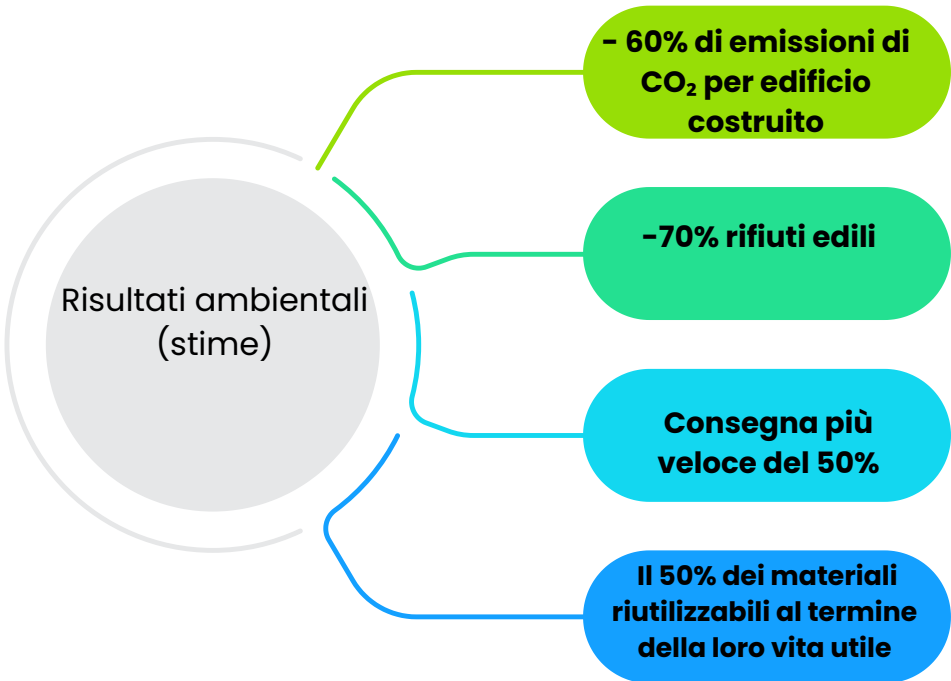 - 60% di emissioni di
CO₂ per edificio
costruito
-70% rifiuti edili
Risultati ambientali
(stime)
Consegna più
veloce del 50%
Il 50% dei materiali
riutilizzabili al termine
della loro vita utile